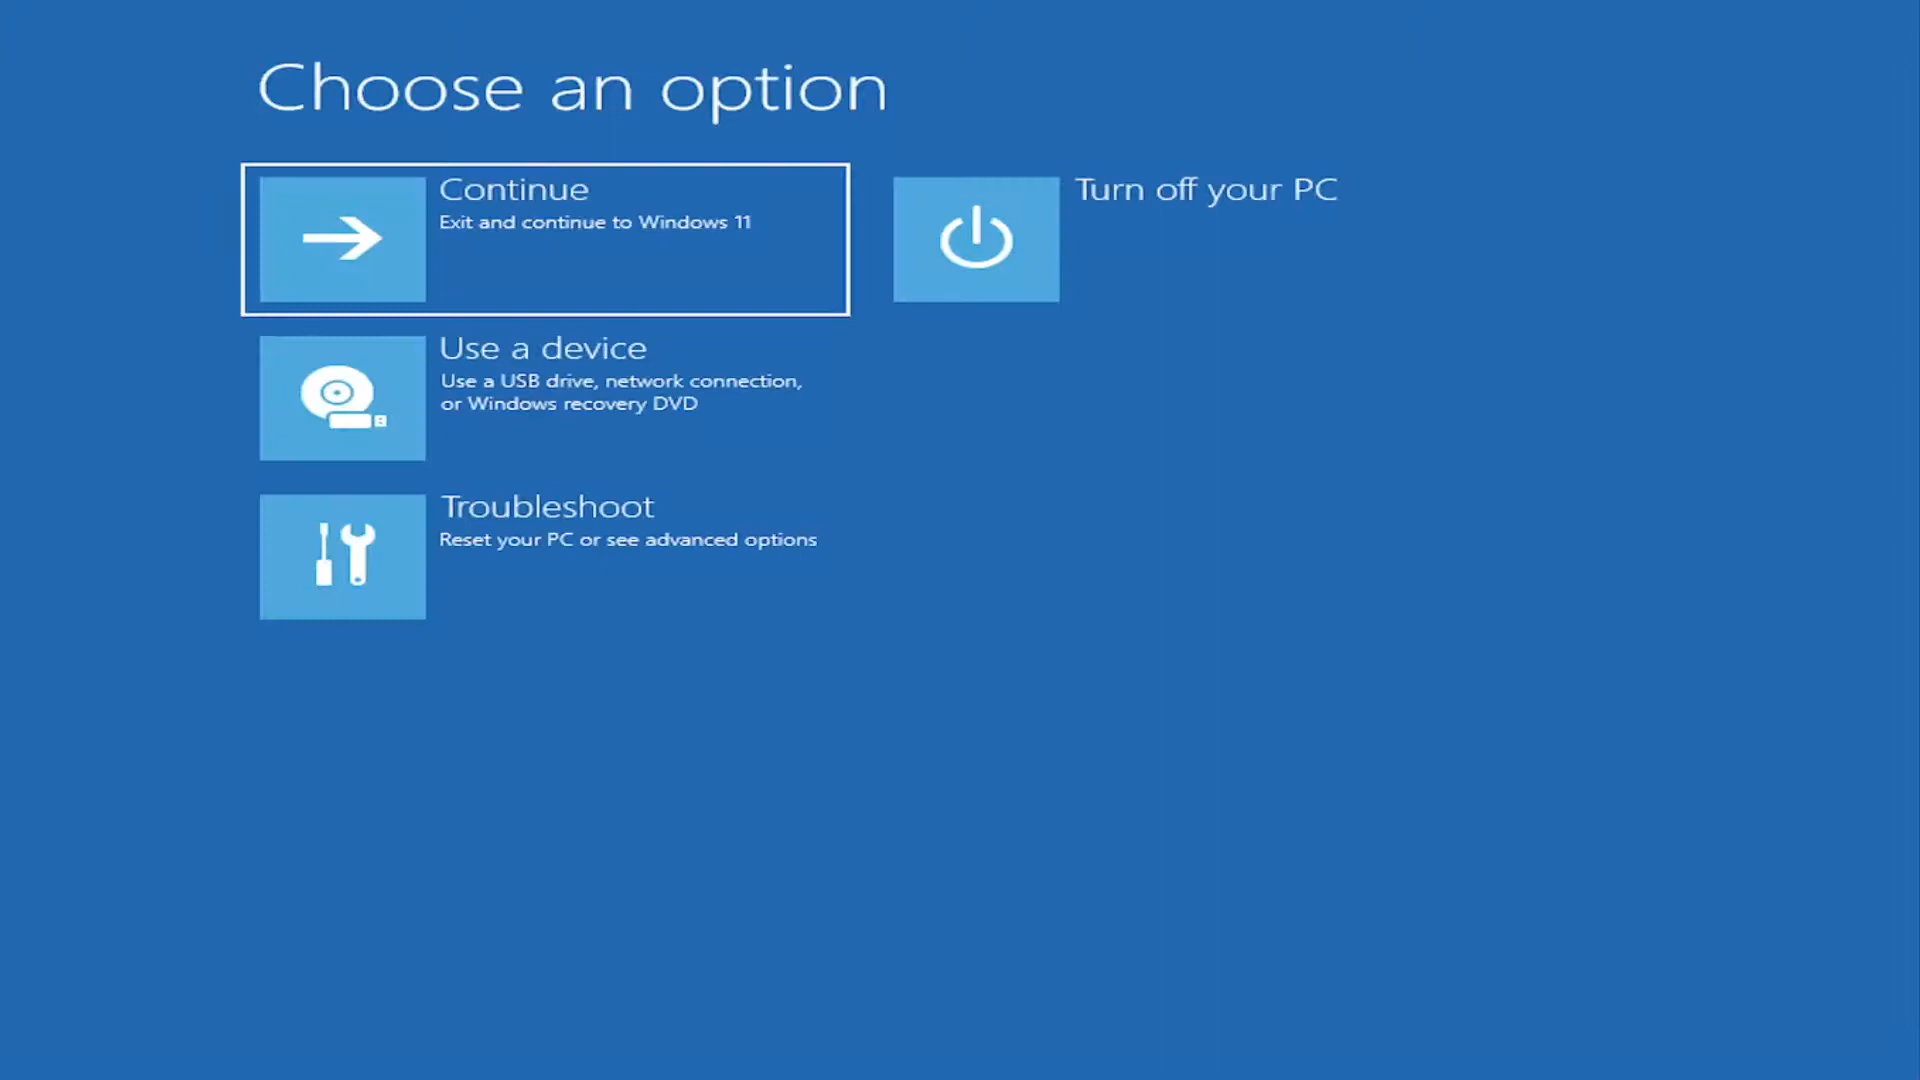 Choose an option
Continue
Exit and continue to Windows 11
Turn off your PC
Use a device
Use a USB drive, network connection,
or Windows recovery DVD
Troubleshoot
Reset your PC or see advanced options